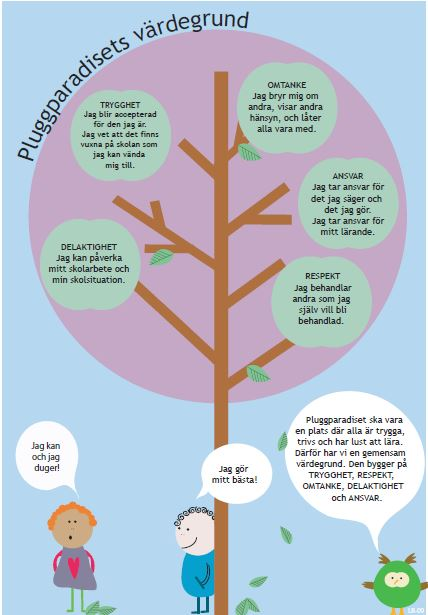 Pluggparadisets värdegrund
OMTANKE
Jag bryr mig om
andra, visar andra
hänsyn, och låter
alla vara med.
TRYGGHET
Jag blir accepterad
för den jag är.
Jag vet att det finns
vuxna på skolan som
jag kan vända
mig till.
ANSVAR
Jag tar ansvar för
det jag säger och
det jag gör.
Jag tar ansvar för
mitt lärande.
DELAKTIGHET
Jag kan påverka
mitt skolarbete och
min skolsituation.
RESPEKT
Jag behandlar
andra som jag
själv vill bli
behandlad.
Jag kan
och jag
duger!
Jag gör
mitt bästa!
Pluggparadiset ska vara
en plats där alla är trygga,
trivs och har lust att lära.
Därför har vi en gemensam
värdegrund. Den bygger på
TRYGGHET, RESPEKT,
OMTANKE, DELAKTIGHET
och ANSVAR.